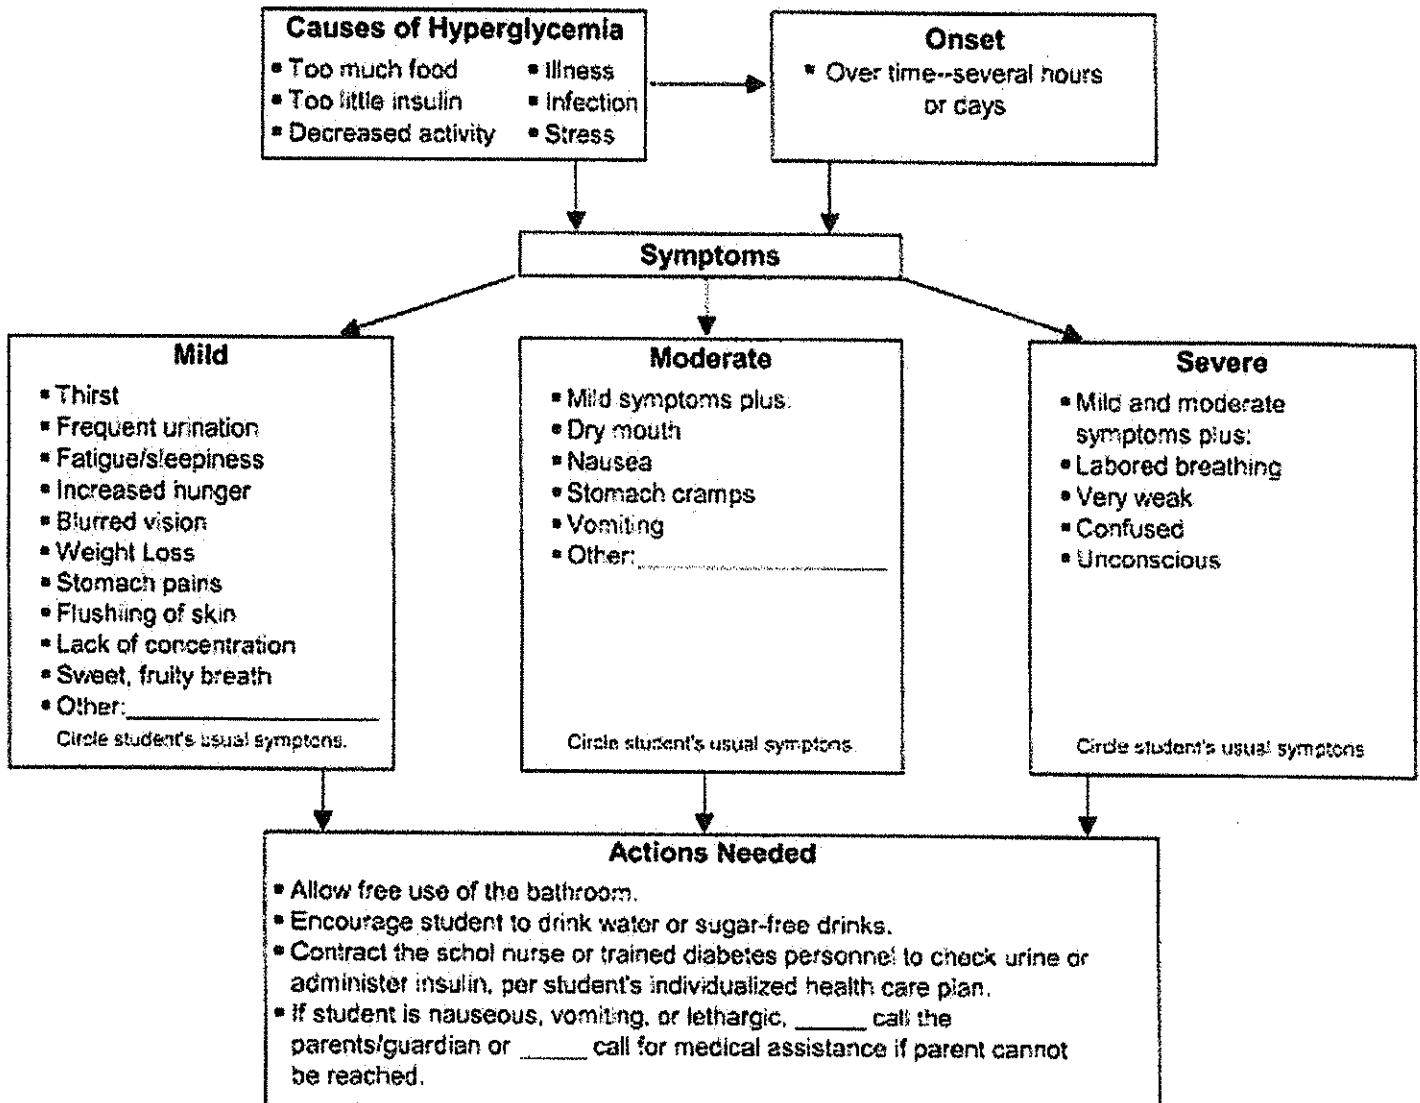 Causes of Hyperglycemia
▪ Too much food
▪ Too little insulin
▪ Decreased activity
▪ Illness
▪ Infection
▪ Stress
Onset
▪ Over time--several hours
or days
Symptoms
Mild
▪ Thirst
▪ Frequent urination
▪ Fatigue/sleepiness
▪ Increased hunger
▪ Blurred vision
▪ Weight Loss
▪ Stomach pains
▪ Flushiing of skin
▪ Lack of concentration
▪ Sweet, fruity breath
▪ Other:____________________
Circle student's usual symptons.
Moderate
▪ Mild symptoms plus:
▪ Dry mouth
▪ Nausea
▪ Stomach cramps
▪ Vomiting
▪ Other:____________________
Circle student's usual symptons.
Severe
▪ Mild and moderate
symptoms plus:
▪ Labored breathing
▪ Very weak
▪ Confused
▪ Unconscious
Circle student's usual symptons
Actions Needed
▪ Allow free use of the bathroom.
▪ Encourage student to drink water or sugar-free drinks.
▪ Contract the schol nurse or trained diabetes personnel to check urine or
administer insulin, per student's individualized health care plan.
▪ If student is nauseous, vomiting, or lethargic, _____ call the
parents/guardian or _____ call for medical assistance if parent cannot
be reached.